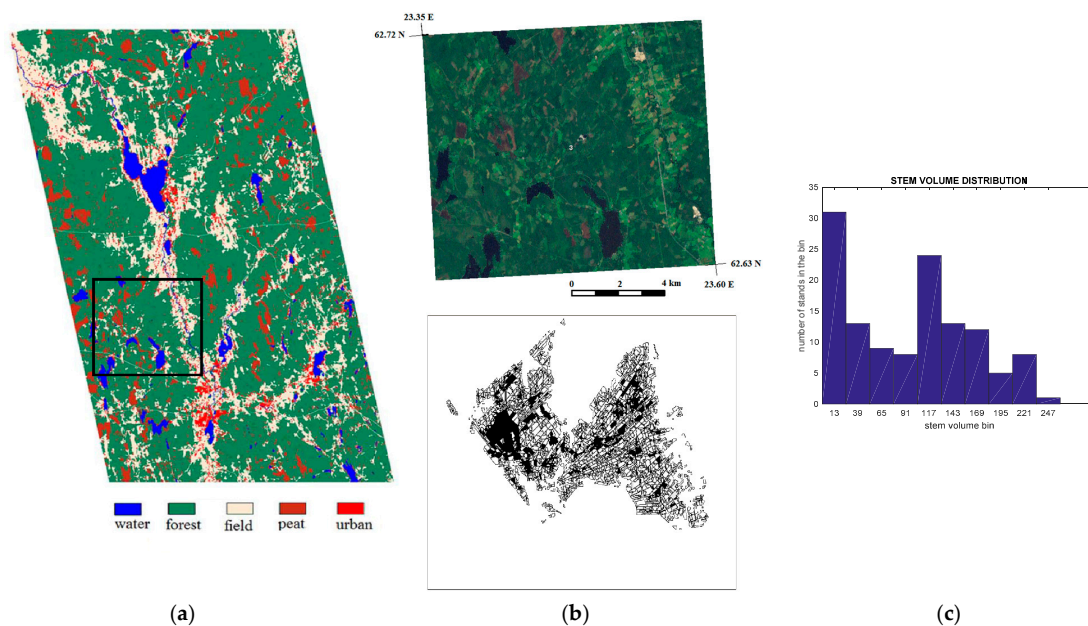 water forest field peat urban
(a)
23.35 E
62.72 N
3
62.63 N
23.60 E
0 2 4 km
(b)
STEM VOLUME DISTRIBUTION
number of stands in the bin
35
30
25
20
15
10
5
0
13 39 65 91 117 143 169 195 221 247
stem volume bin
(c)